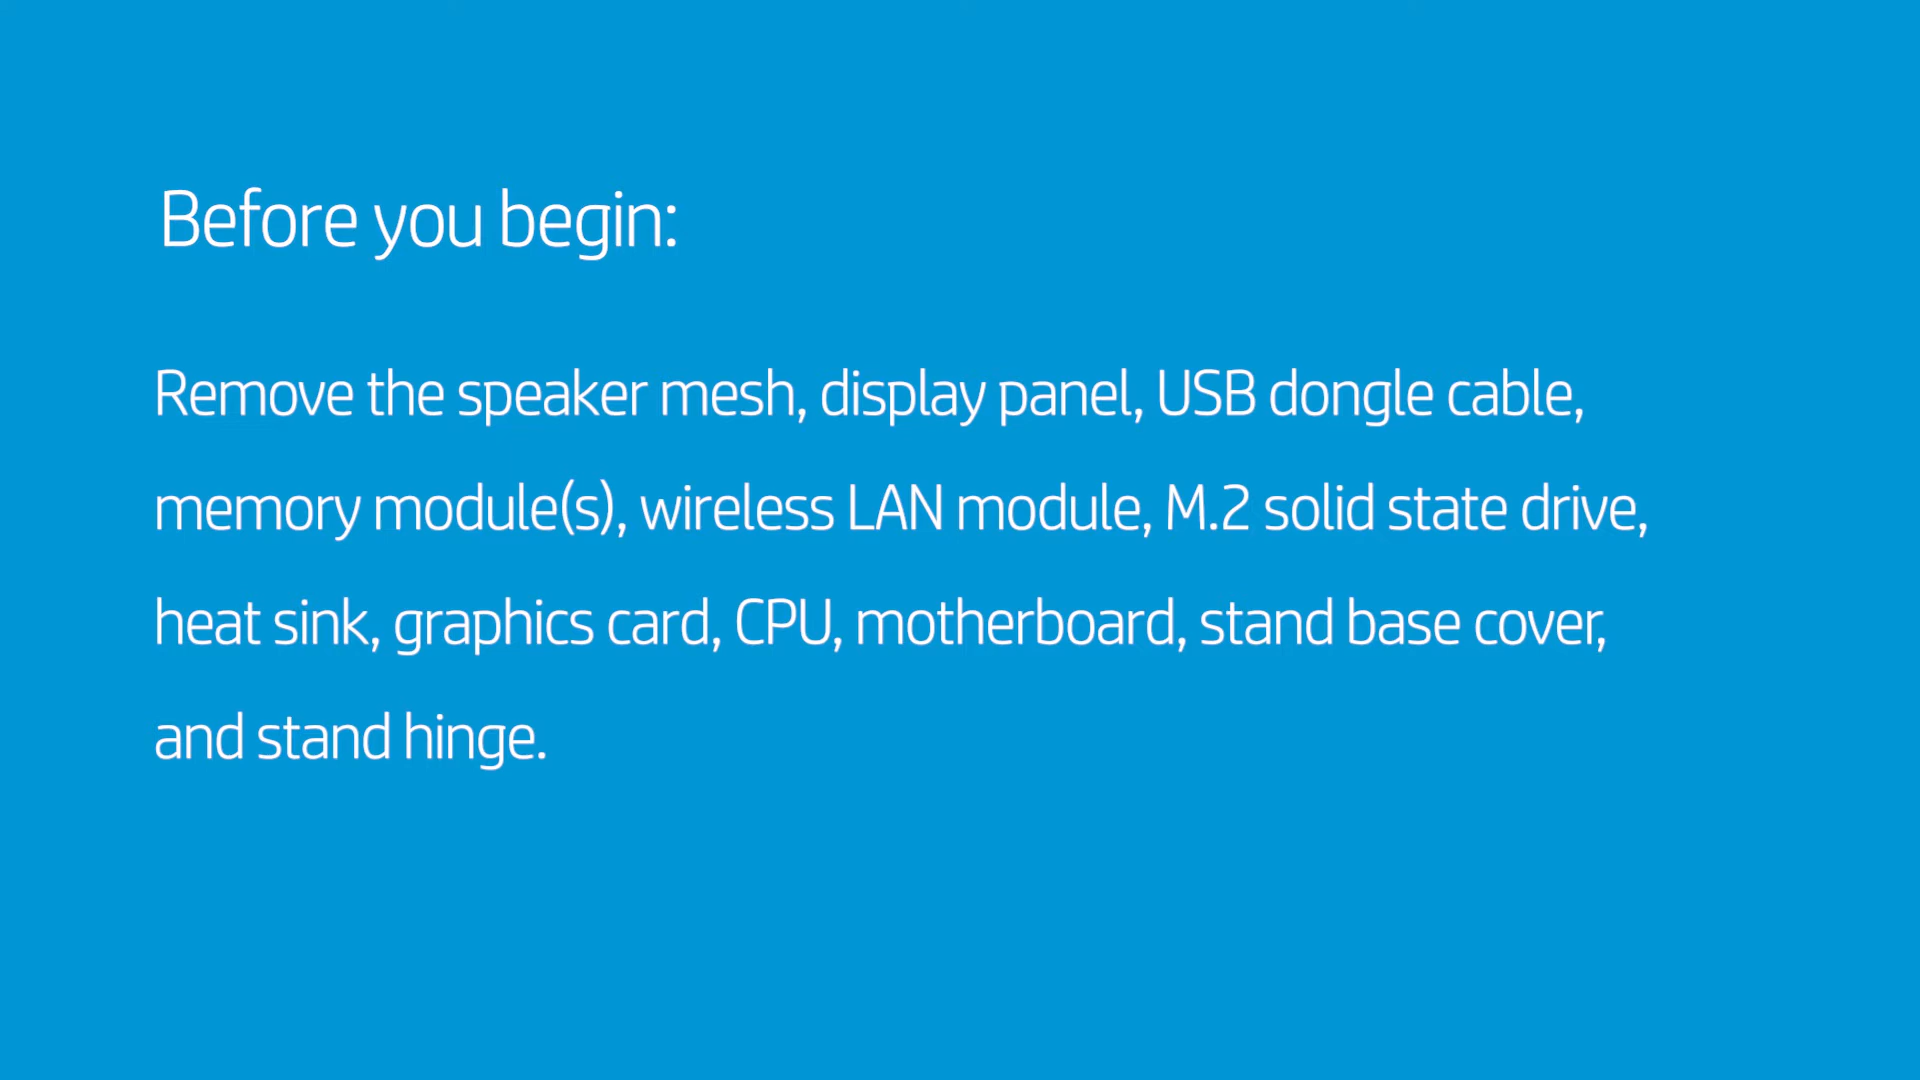 Before you begin:
Remove the speaker mesh, display panel, USB dongle cable,
memory module(s), wireless LAN module, M.2 solid state drive,
heat sink, graphics card, CPU, motherboard, stand base cover,
and stand hinge.